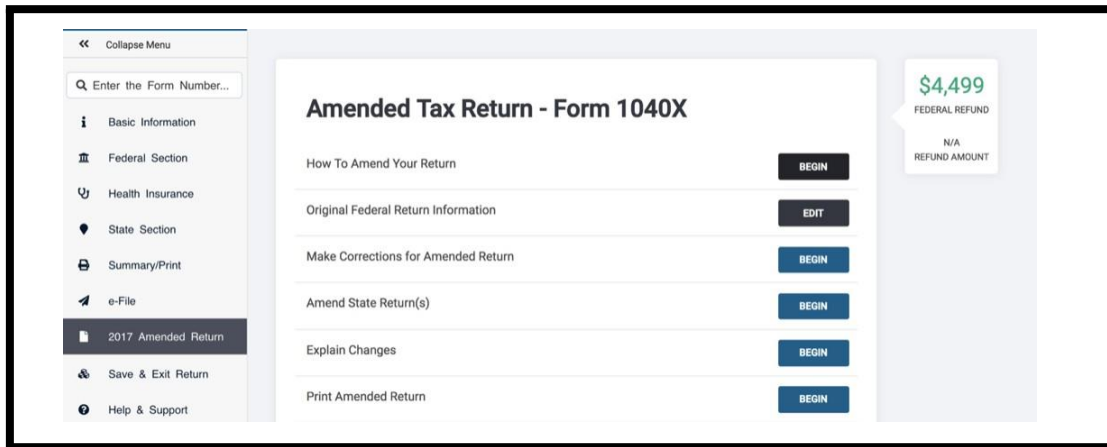 Collapse Menu
Enter the Form Number...
Basic Information
Federal Section
Health Insurance
State Section
Summary/Print
e-File
2017 Amended Return
Save & Exit Return
Help & Support
Amended Tax Return - Form 1040X
How To Amend Your Return BEGIN
Original Federal Return Information EDIT
Make Corrections for Amended Return BEGIN
Amend State Return(s) BEGIN
Explain Changes BEGIN
Print Amended Return BEGIN
$4,499
FEDERAL REFUND
N/A
REFUND AMOUNT